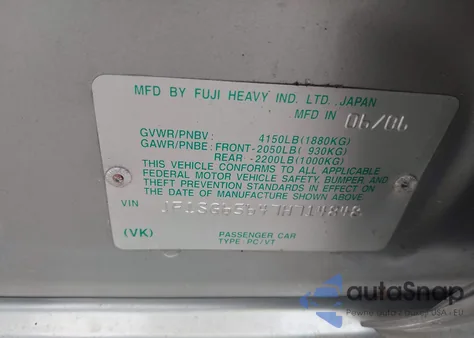 MFD BY FUJI HEAVY IND. LTD. JAPAN
MFD IN 06/06
GVWR/PNBV: 4150LB(1880KG)
GAWR/PNBE: FRONT-2050LB( 930KG)
REAR -2200LB(1000KG)
THIS VEHICLE CONFORMS TO ALL APPLICABLE
FEDERAL MOTOR VEHICLE SAFETY, BUMPER, AND
THEFT PREVENTION STANDARDS IN EFFECT ON
THE DATE OF MANUFACTURE SHOWN ABOVE.
VIN
(VK) PASSENGER CAR
TYPE: PC/VT
autoSnap